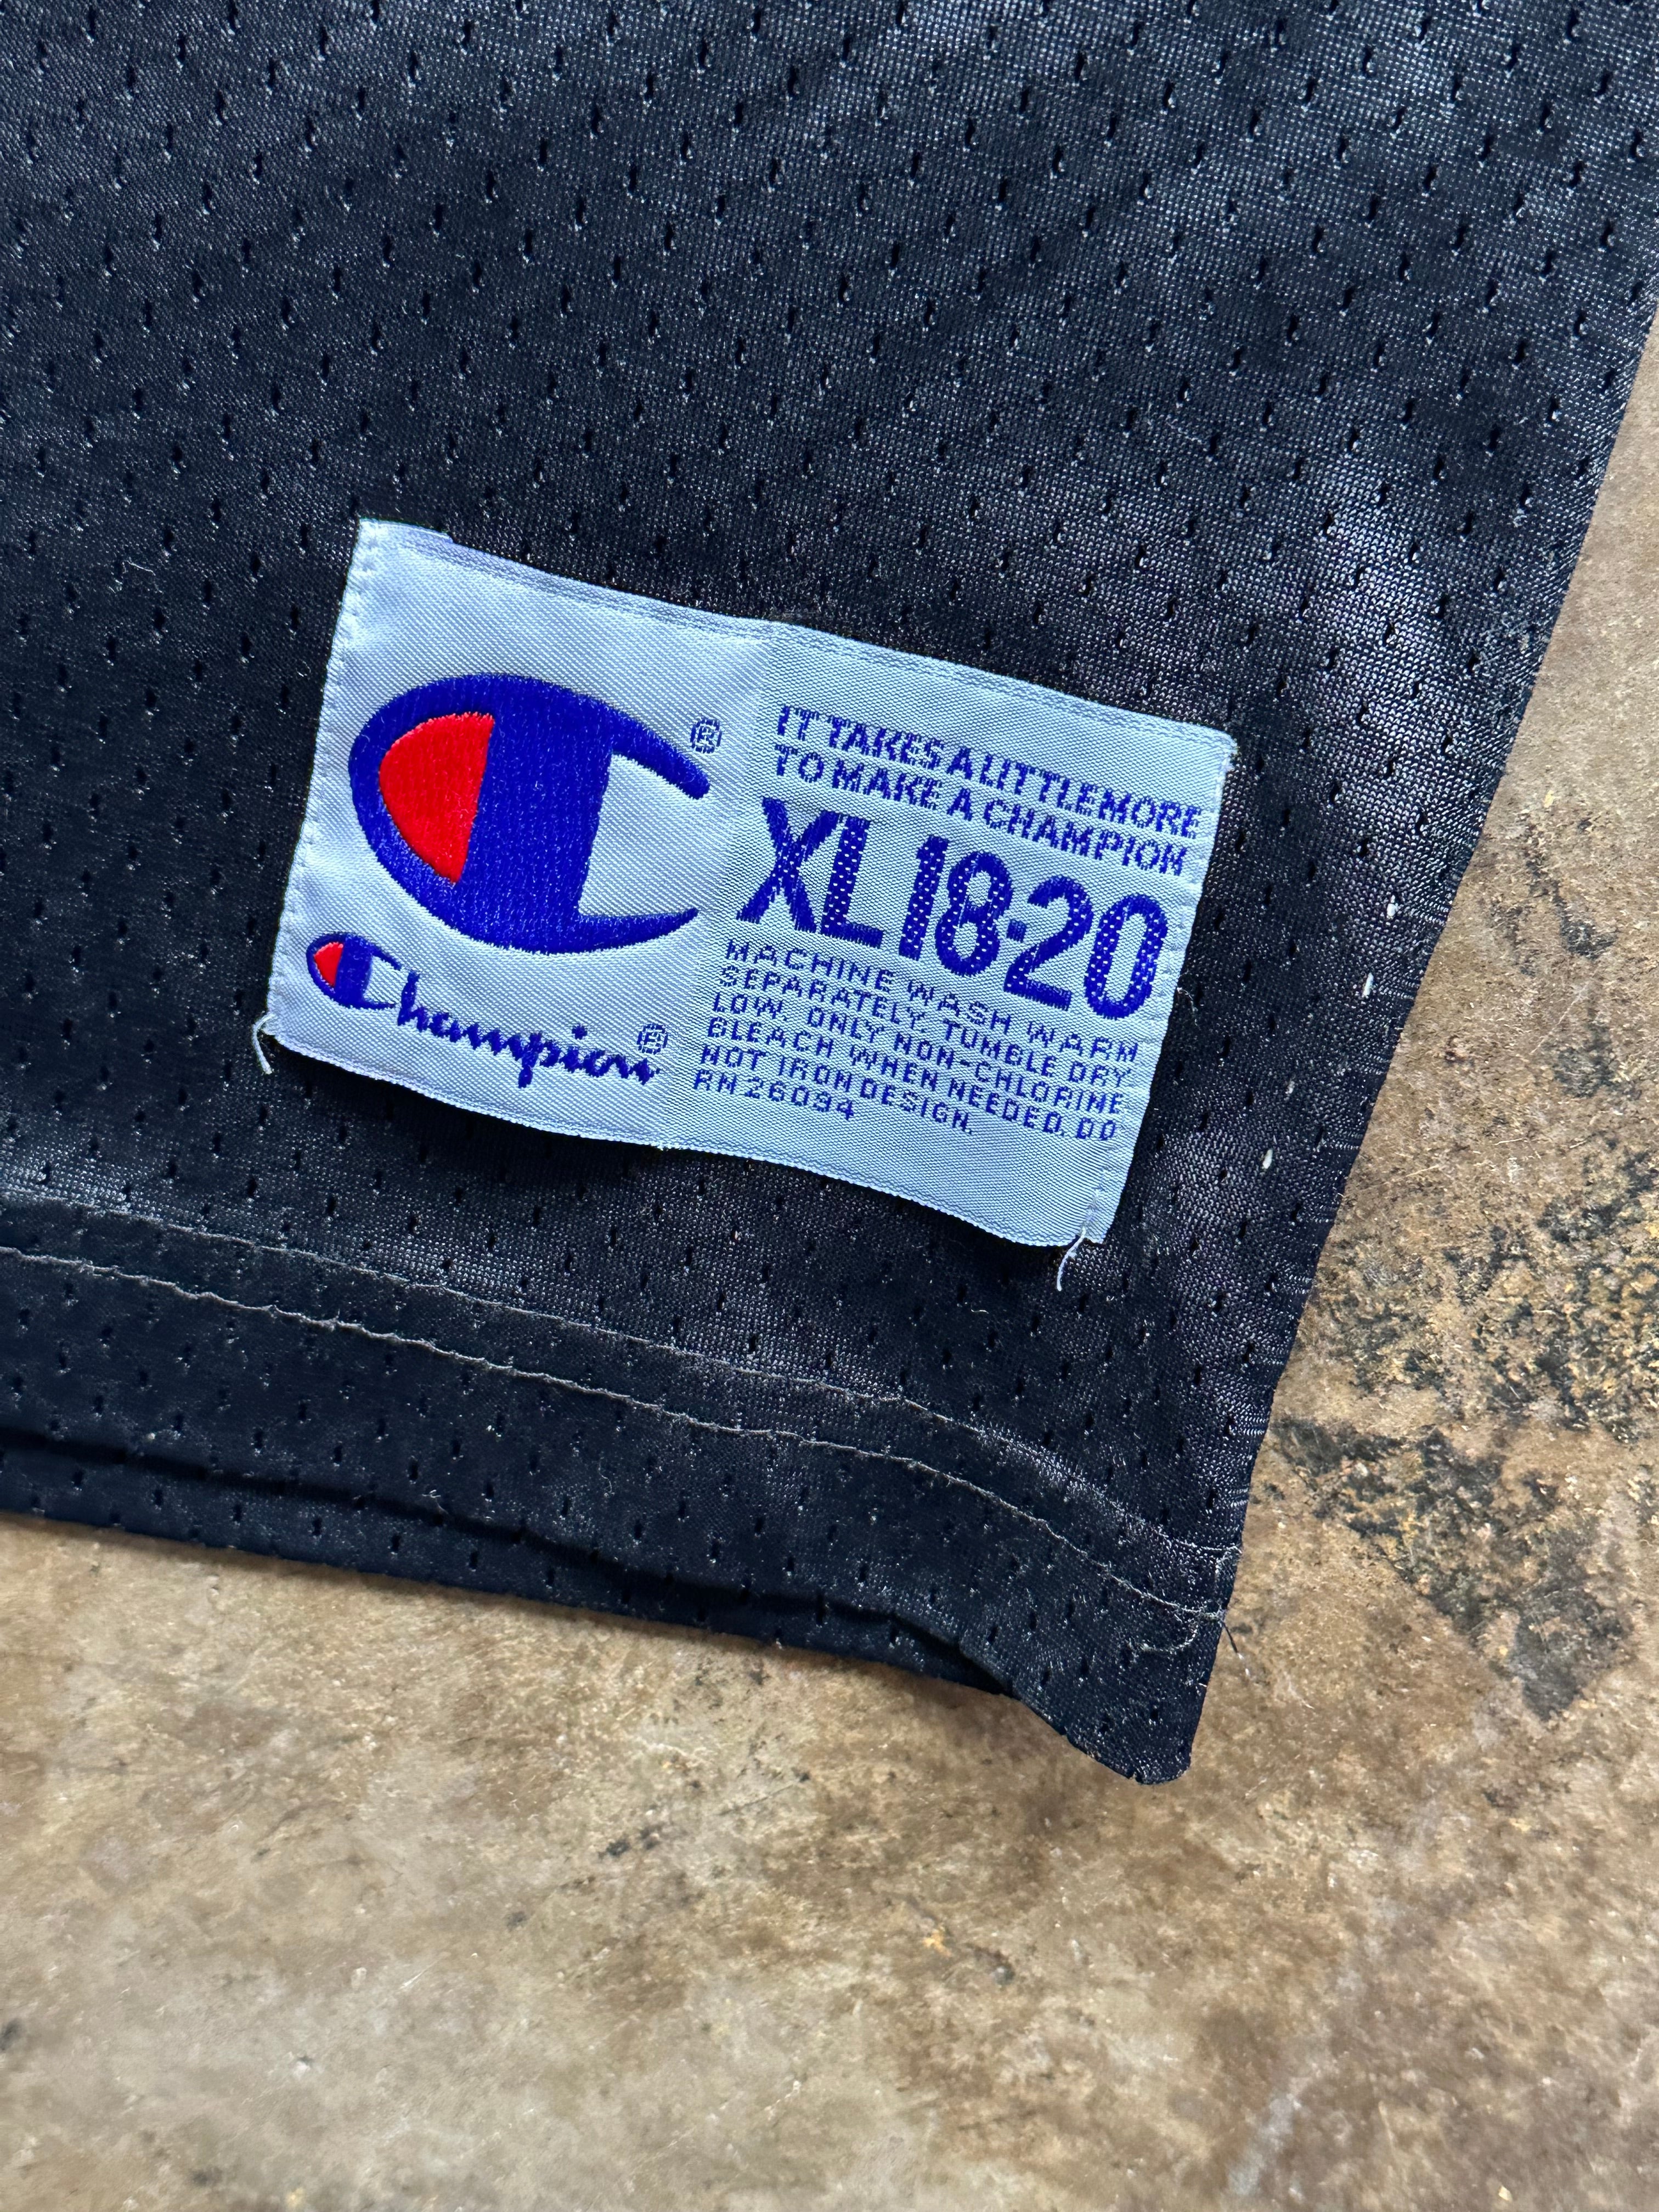 ®
Champion®
IT TAKES A LITTLE MORE
TO MAKE A CHAMPION
XL 18-20
MACHINE WASH WARM
SEPARATELY. TUMBLE DRY
LOW. ONLY NON-CHLORINE
BLEACH WHEN NEEDED. DO
NOT IRON DESIGN.
RN 26094